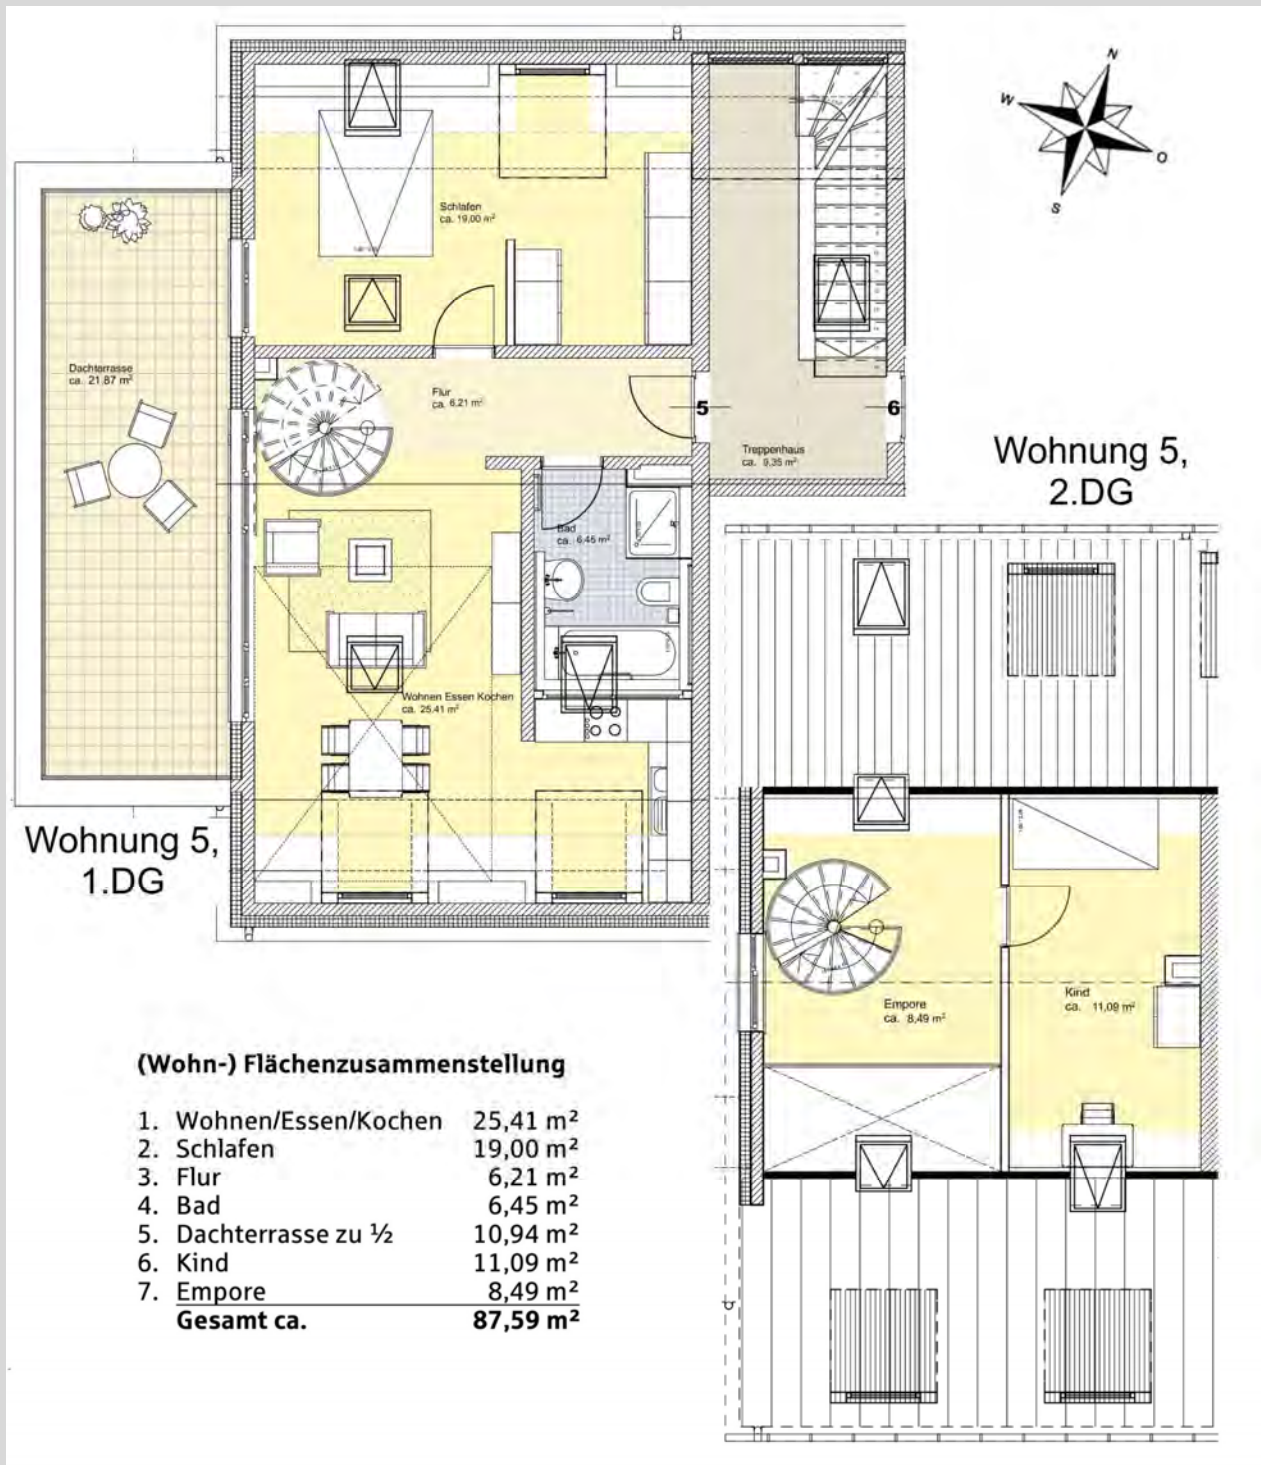 N
W
O
S
Schlafen
ca. 19,00 m²
Dachterrasse
ca. 21,87 m²
Flur
ca. 6,21 m²
5
6
Treppenhaus
ca. 9,35 m²
Bad
ca. 6,45 m²
Wohnen Essen Kochen
ca. 25,41 m²
Wohnung 5,
1.DG
Wohnung 5,
2.DG
Empore
ca. 8,49 m²
Kind
ca. 11,09 m²
(Wohn-) Flächenzusammenstellung
1. Wohnen/Essen/Kochen 25,41 m²
2. Schlafen 19,00 m²
3. Flur 6,21 m²
4. Bad 6,45 m²
5. Dachterrasse zu ½ 10,94 m²
6. Kind 11,09 m²
7. Empore 8,49 m²
Gesamt ca. 87,59 m²